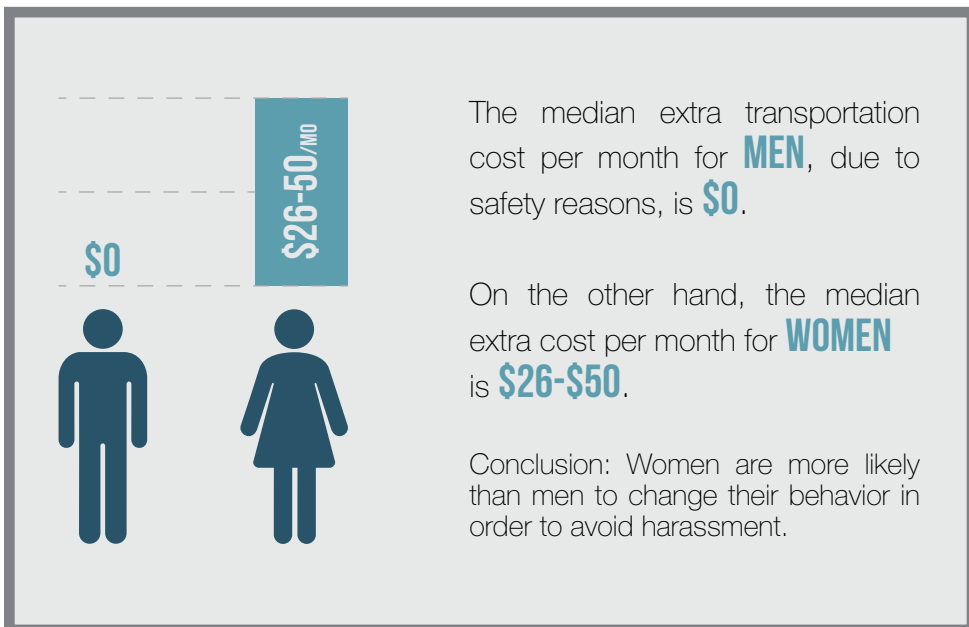 $0
$26-50/MO
The median extra transportation
cost per month for MEN, due to
safety reasons, is $0.
On the other hand, the median
extra cost per month for WOMEN
is $26-$50.
Conclusion: Women are more likely
than men to change their behavior in
order to avoid harassment.